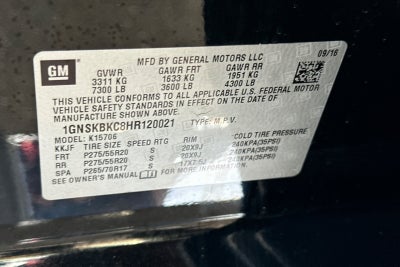 MFD BY GENERAL MOTORS LLC
09/16
GM
GVWR GAWR FRT GAWR RR
3311 KG 1633 KG 1951 KG
7300 LB 3600 LB 4300 LB
THIS VEHICLE CONFORMS TO ALL APPLICABLE U.S. FEDERAL MOTOR
VEHICLE SAFETY STANDARDS IN EFFECT ON THE DATE OF
MANUFACTURE SHOWN ABOVE.
1GNSKBKC8HR120021 TYPE: M.P.V.
MODEL: K15706
KKJF TIRE SIZE SPEED RTG RIM COLD TIRE PRESSURE
FRT P275/55R20 S 20X9J 240KPA(35PSI)
RR P275/55R20 S 20X9J 240KPA(35PSI)
SPA P265/70R17 S
SEE OWNER MANUAL FOR MORE INFORMATION.